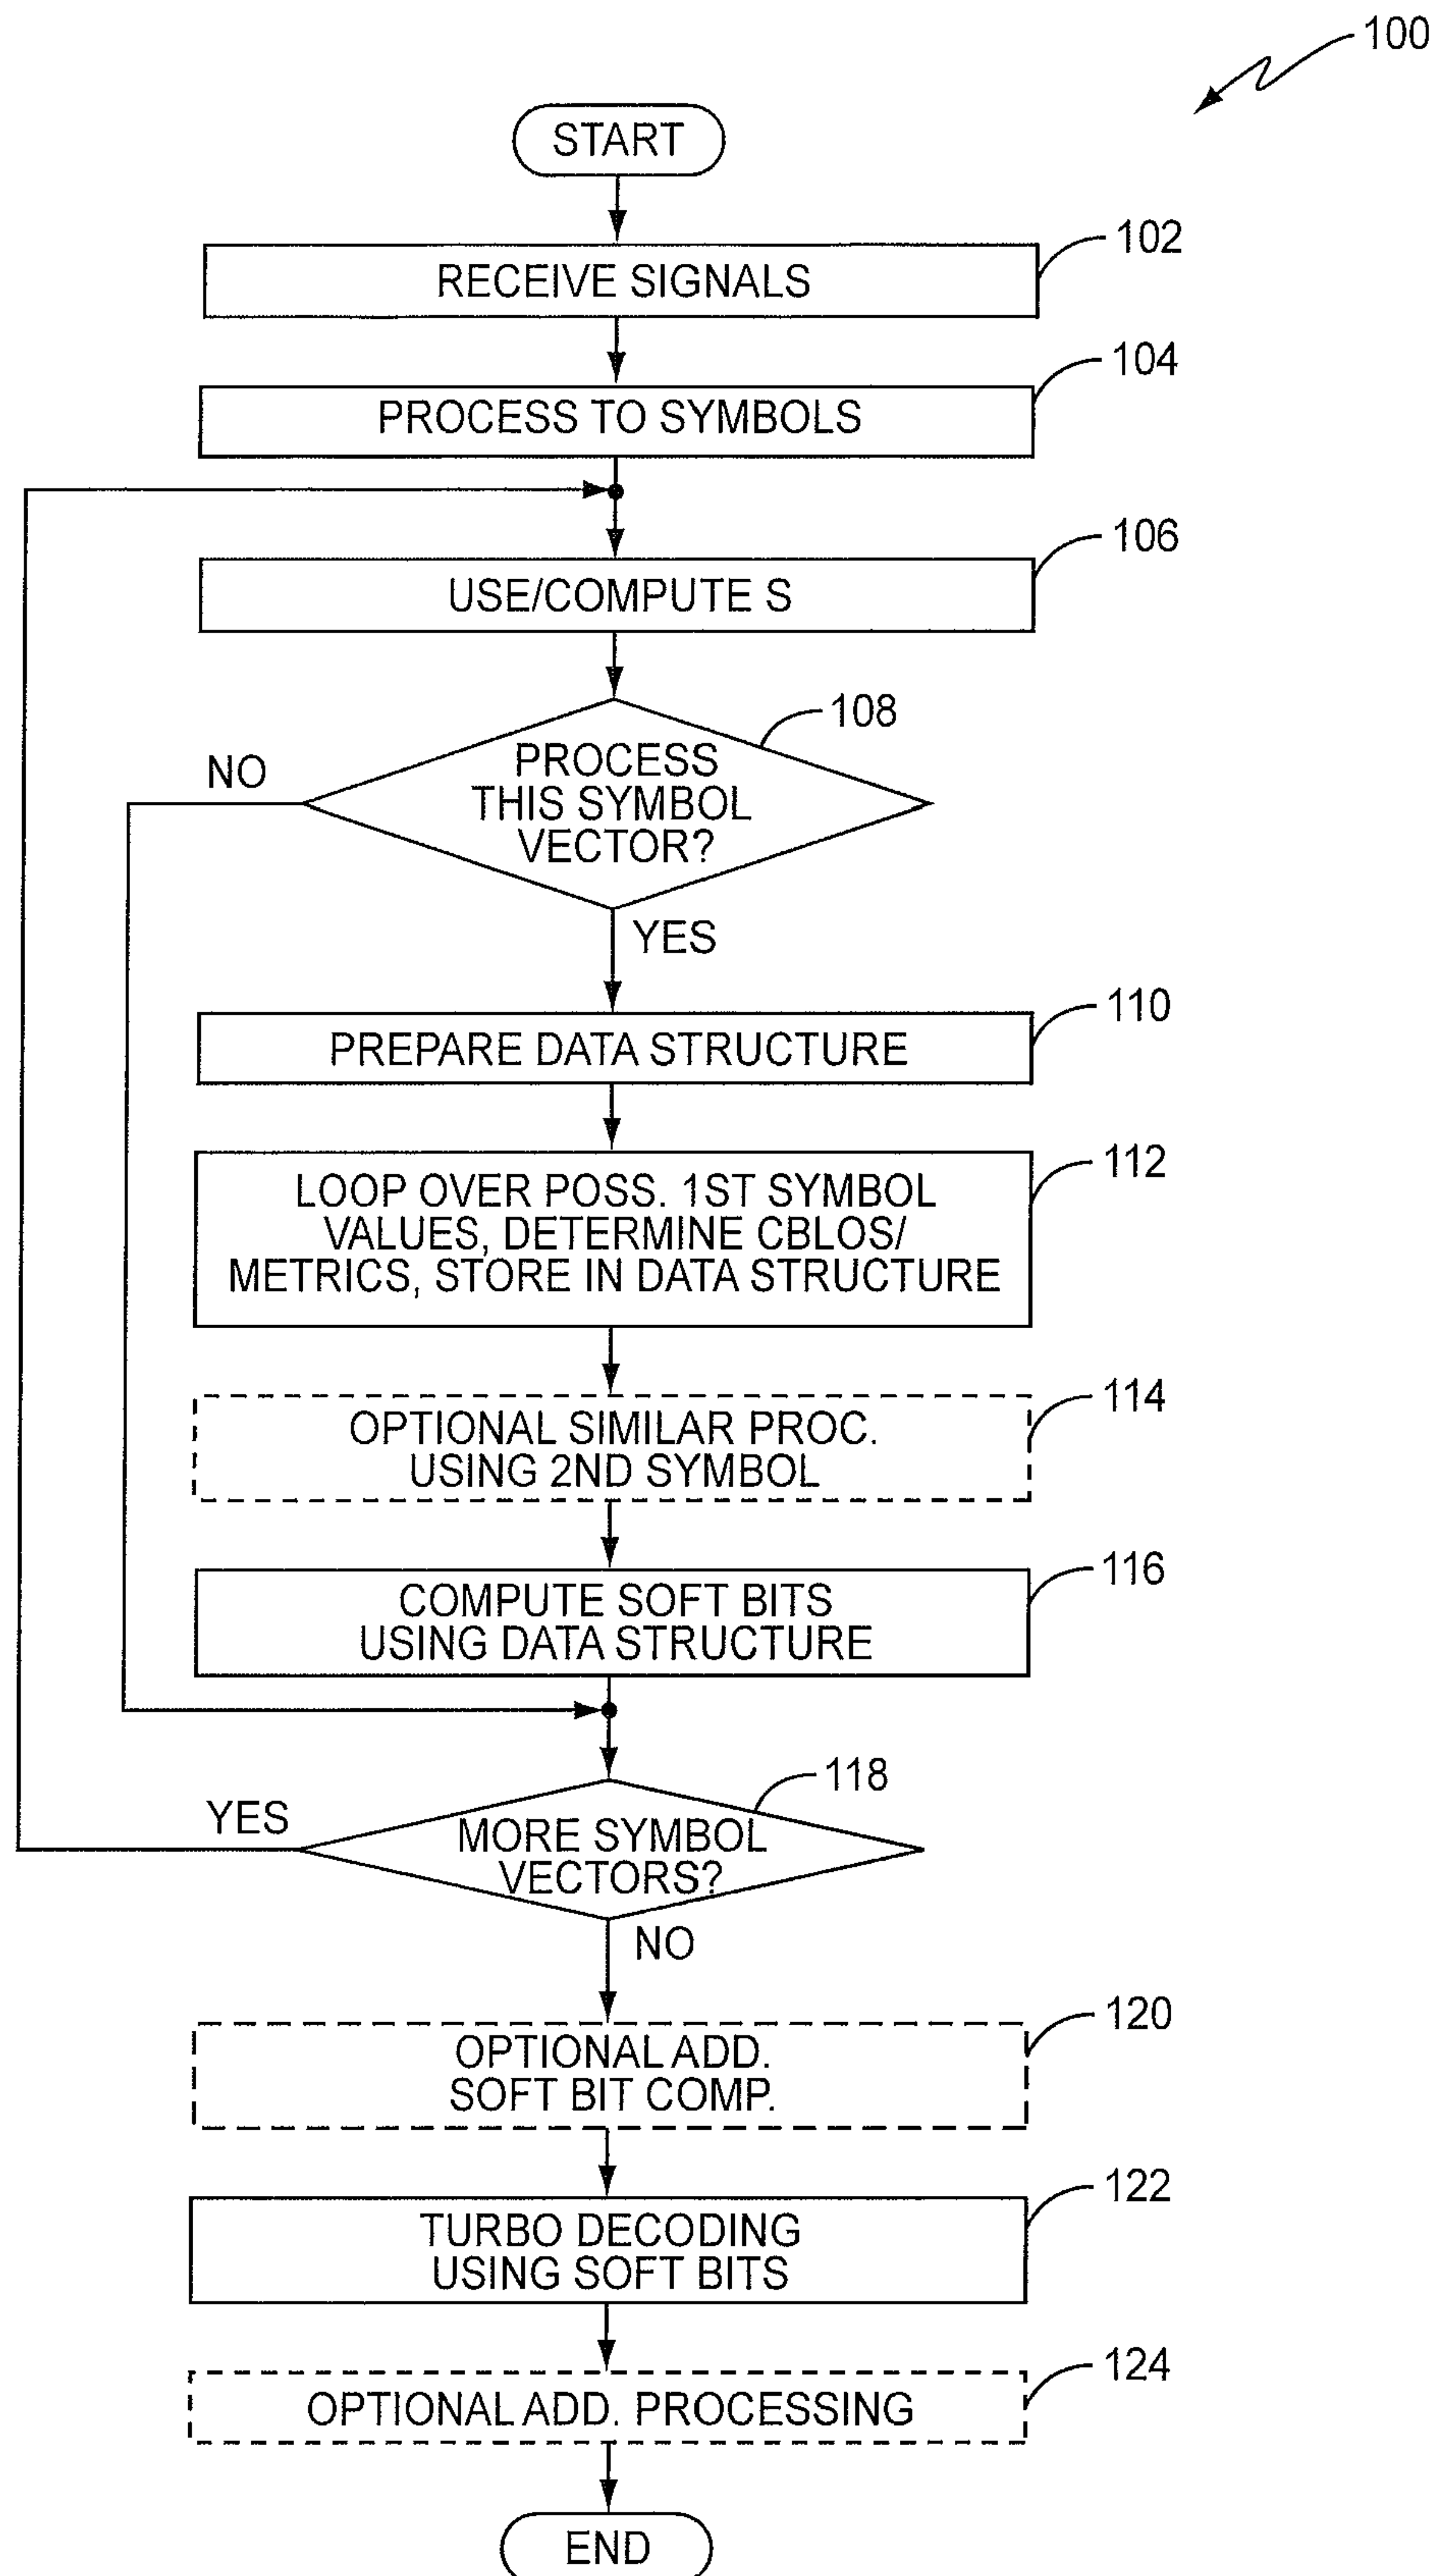 100
START
102
RECEIVE SIGNALS
104
PROCESS TO SYMBOLS
106
USE/COMPUTE S
108
NO
PROCESS
THIS SYMBOL
VECTOR?
YES
110
PREPARE DATA STRUCTURE
112
LOOP OVER POSS. 1ST SYMBOL
VALUES, DETERMINE CBLOS/
METRICS, STORE IN DATA STRUCTURE
114
OPTIONAL SIMILAR PROC.
USING 2ND SYMBOL
116
COMPUTE SOFT BITS
USING DATA STRUCTURE
118
YES
MORE SYMBOL
VECTORS?
NO
120
OPTIONAL ADD.
SOFT BIT COMP.
122
TURBO DECODING
USING SOFT BITS
124
OPTIONAL ADD. PROCESSING
END